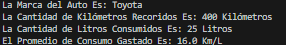 La Marca del Auto Es: Toyota
La Cantidad de Kilómetros Recoridos Es: 400 Kilómetros
La Cantidad de Litros Consumidos Es: 25 Litros
El Promedio de Consumo Gastado Es: 16.0 Km/L